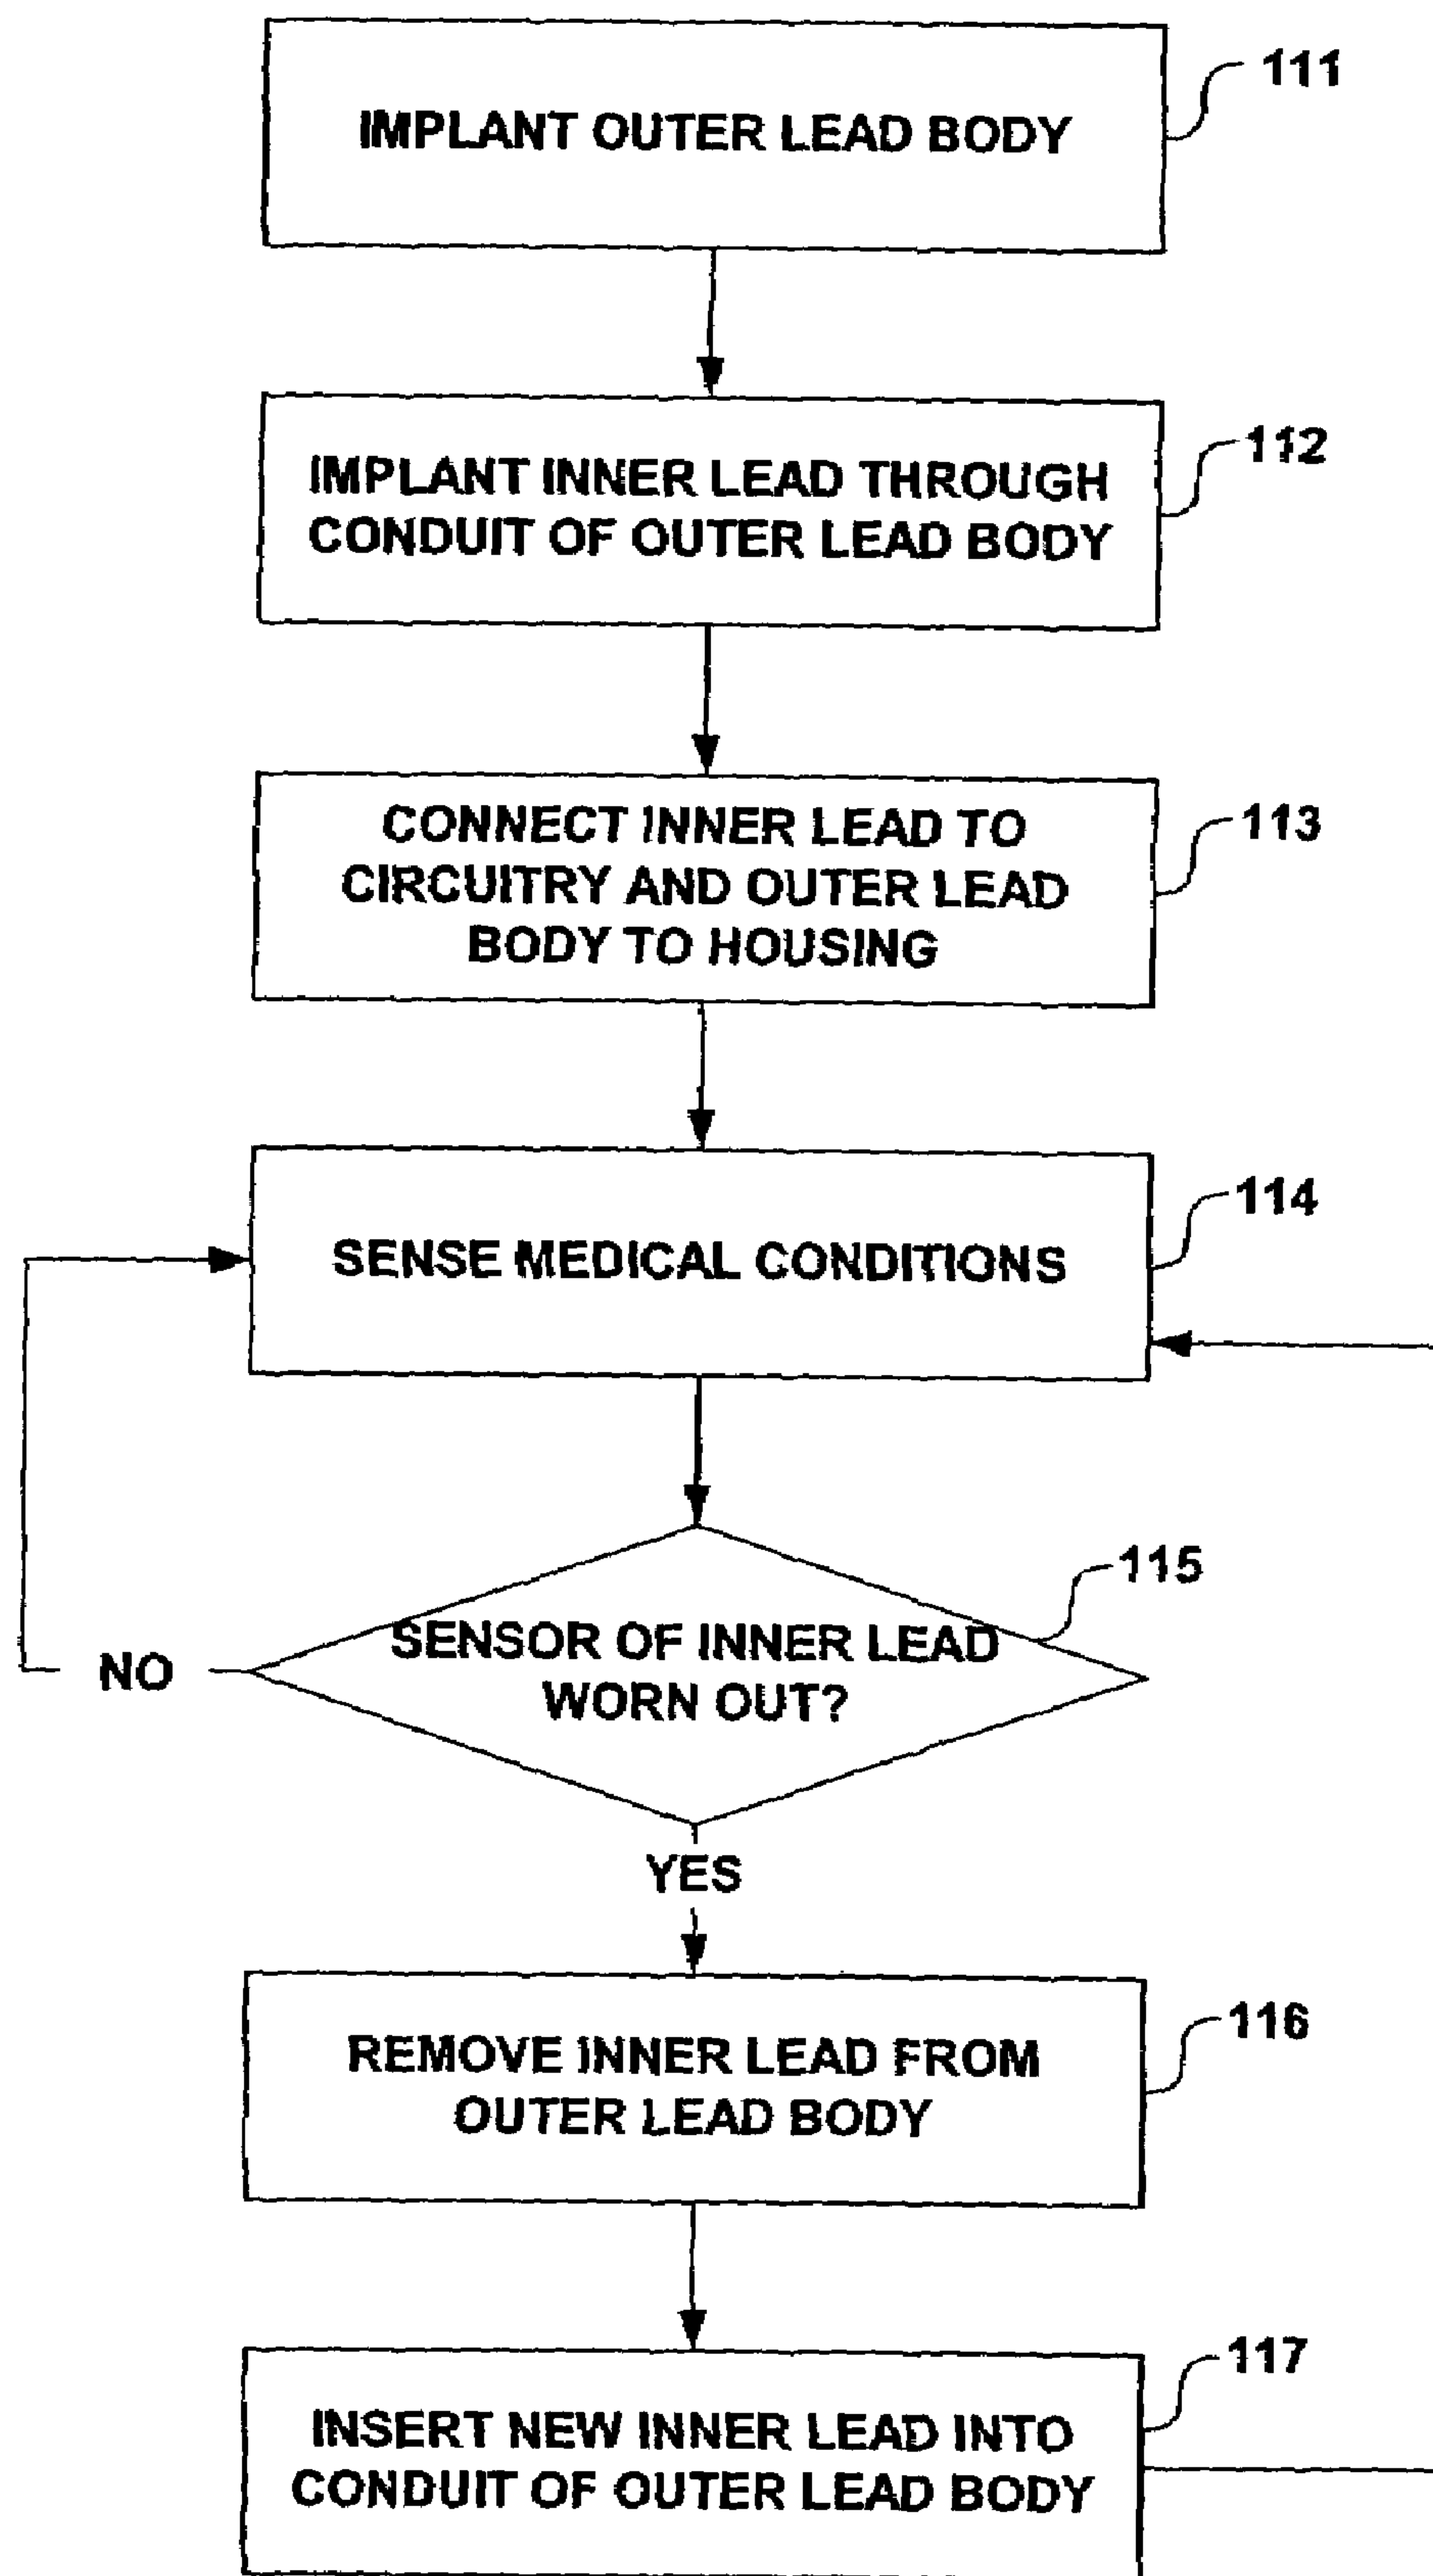 IMPLANT OUTER LEAD BODY
111
IMPLANT INNER LEAD THROUGH
CONDUIT OF OUTER LEAD BODY
112
CONNECT INNER LEAD TO
CIRCUITRY AND OUTER LEAD
BODY TO HOUSING
113
SENSE MEDICAL CONDITIONS
114
SENSOR OF INNER LEAD
WORN OUT?
115
NO
YES
REMOVE INNER LEAD FROM
OUTER LEAD BODY
116
INSERT NEW INNER LEAD INTO
CONDUIT OF OUTER LEAD BODY
117